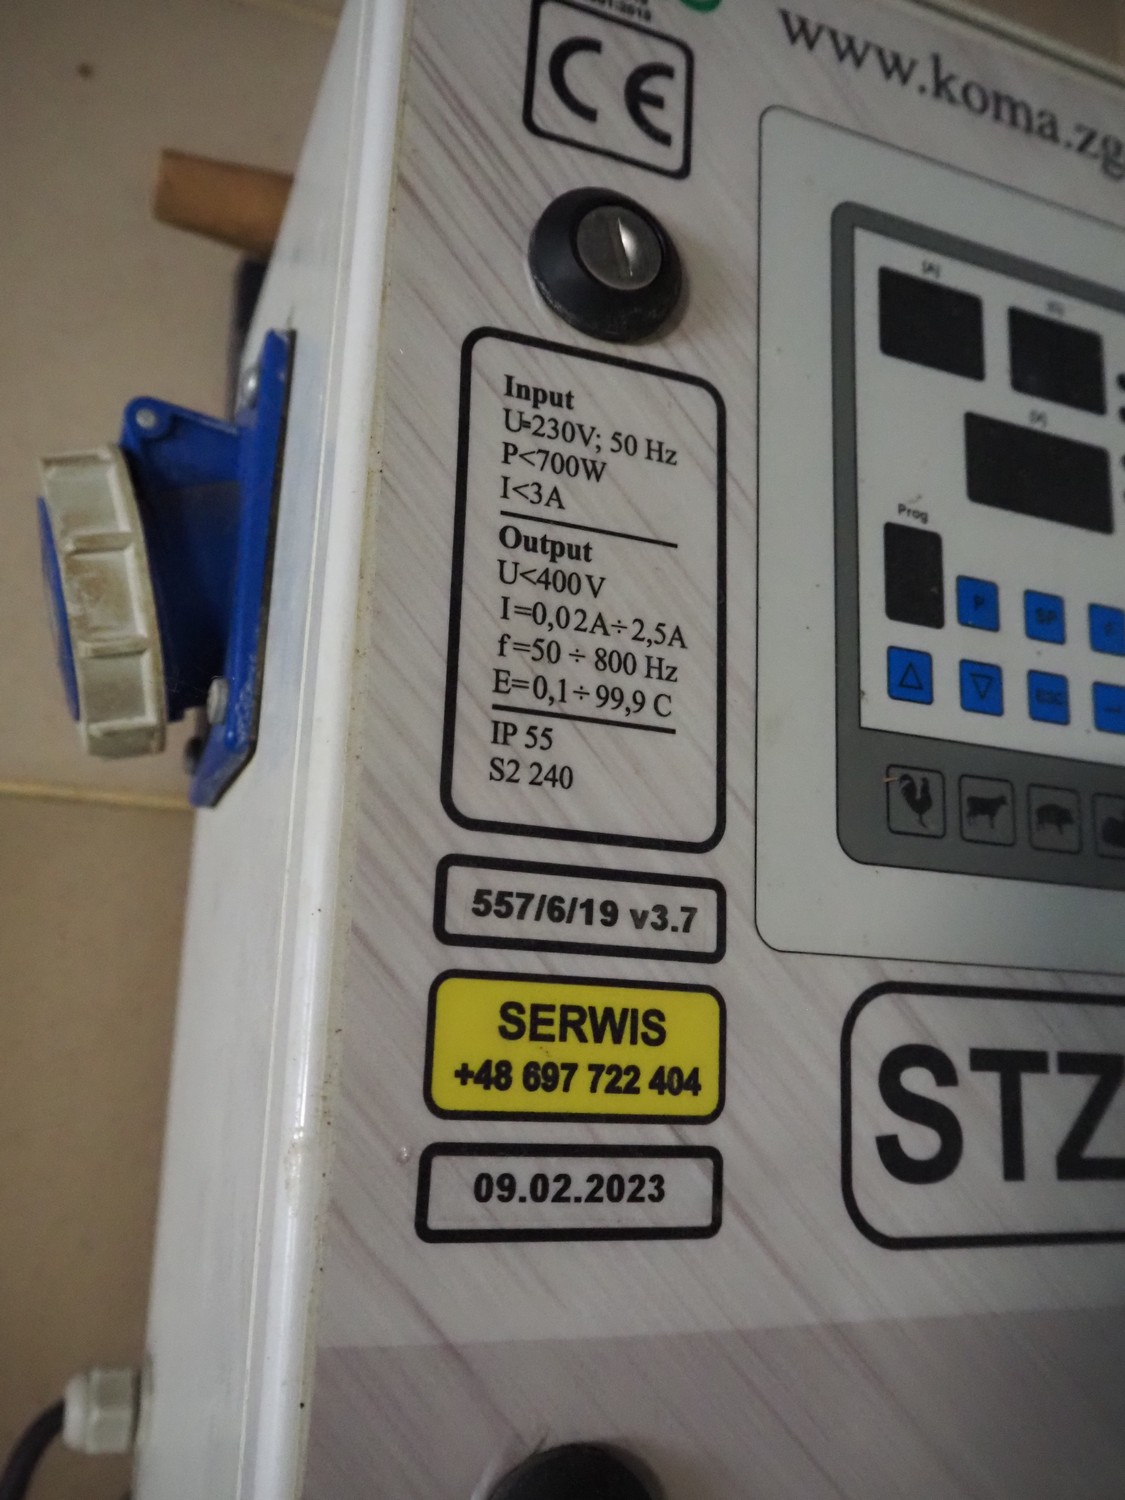 CE
www.koma.zg
Input
U=230V; 50 Hz
P<700W
I<3A
Output
U<400V
I=0,02A÷2,5A
f=50 ÷ 800 Hz
E=0,1÷99,9 C
IP 55
S2 240
557/6/19 v3.7
SERWIS
+48 697 722 404
09.02.2023
[A]
Prog
P
SP
ESC
STZ